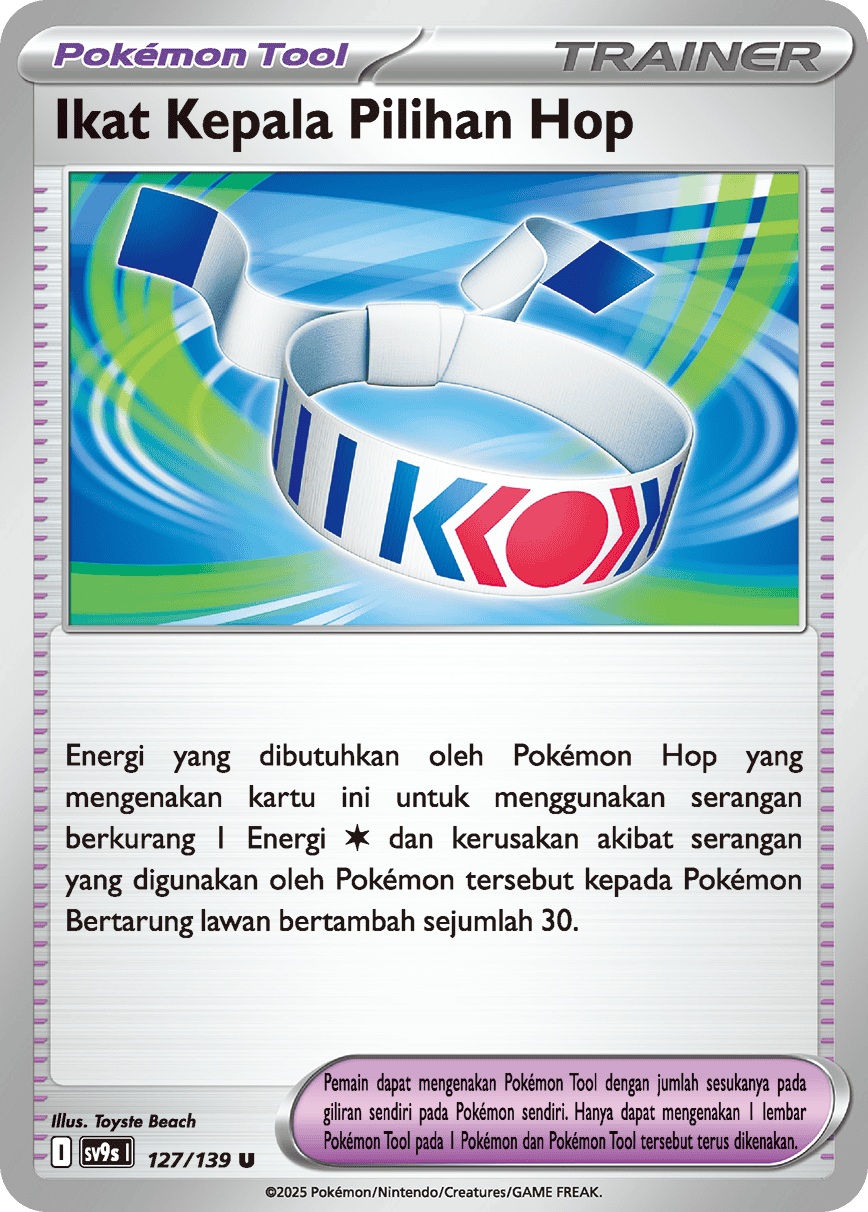 Pokémon Tool
TRAINER
Ikat Kepala Pilihan Hop
Energi yang dibutuhkan oleh Pokémon Hop yang
mengenakan kartu ini untuk menggunakan serangan
berkurang 1 Energi ✶ dan kerusakan akibat serangan
yang digunakan oleh Pokémon tersebut kepada Pokémon
Bertarung lawan bertambah sejumlah 30.
Pemain dapat mengenakan Pokémon Tool dengan jumlah sesukanya pada
giliran sendiri pada Pokémon sendiri. Hanya dapat mengenakan 1 lembar
Pokémon Tool pada 1 Pokémon dan Pokémon Tool tersebut terus dikenakan.
Illus. Toyste Beach
I sv9s I 127/139 U
©2025 Pokémon/Nintendo/Creatures/GAME FREAK.